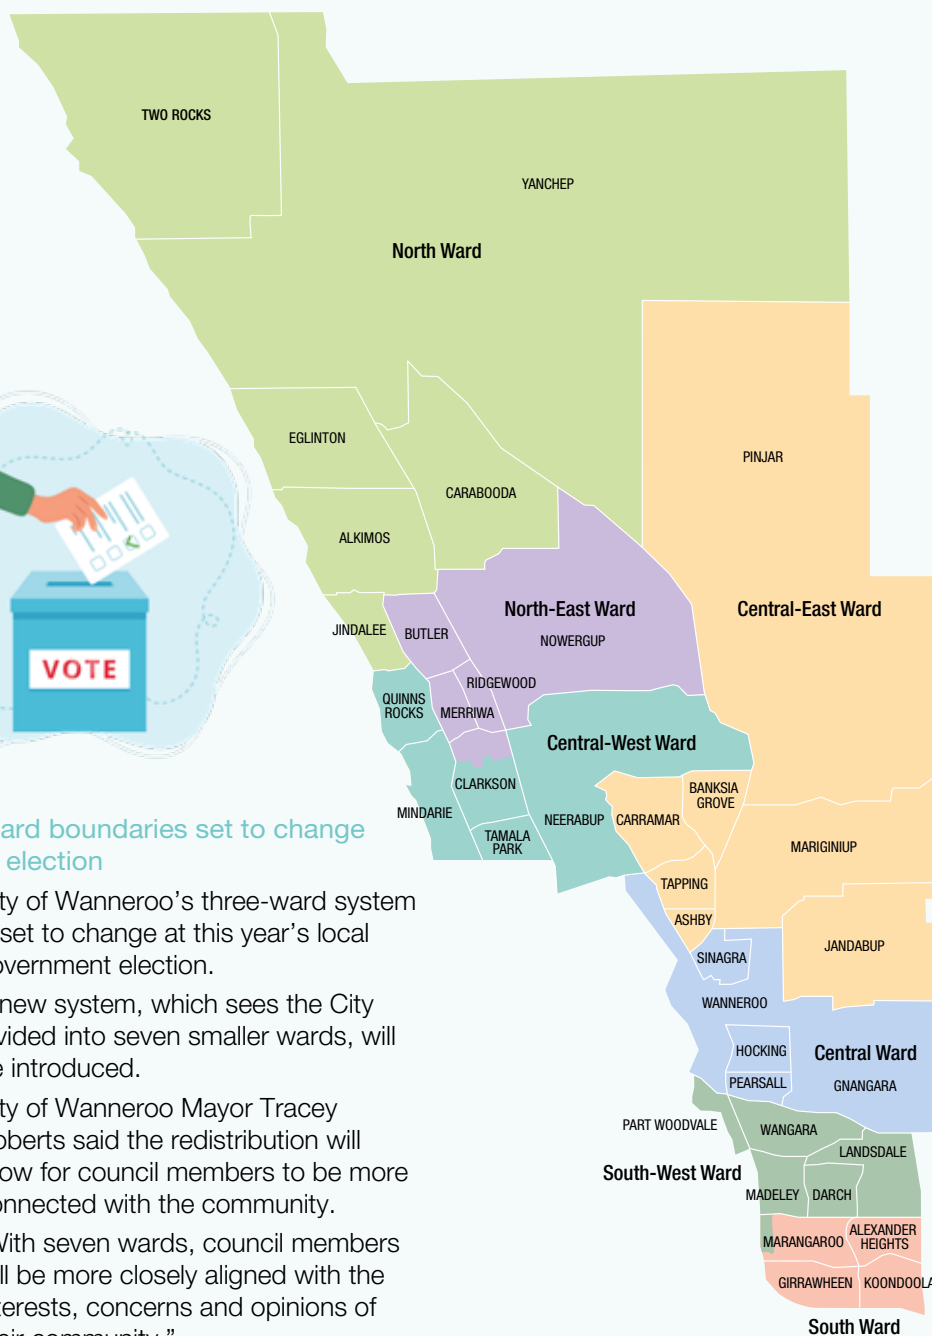 TWO ROCKS
YANCHEP
North Ward
EGLINTON
PINJAR
CARABOODA
ALKIMOS
North-East Ward
Central-East Ward
JINDALEE
BUTLER
NOWERGUP
VOTE
RIDGEWOOD
QUINNS
ROCKS
MERRIWA
Central-West Ward
CLARKSON
BANKSIA
GROVE
MINDARIE
NEERABUP
CARRAMAR
TAMALA
PARK
MARIGINIUP
TAPPING
ASHBY
JANDABUP
SINAGRA
WANNEROO
HOCKING
Central Ward
PEARSALL
GNANGARA
PART WOODVALE
WANGARA
LANDSDALE
South-West Ward
MADELEY
DARCH
MARANGAROO
ALEXANDER
HEIGHTS
GIRRAWHEEN
KOONDOOLA
South Ward
ard boundaries set to change
election
ty of Wanneroo's three-ward system
set to change at this year's local
overnment election.
new system, which sees the City
vided into seven smaller wards, will
e introduced.
ty of Wanneroo Mayor Tracey
oberts said the redistribution will
ow for council members to be more
onnected with the community.
With seven wards, council members
ll be more closely aligned with the
terests, concerns and opinions of
eir community."